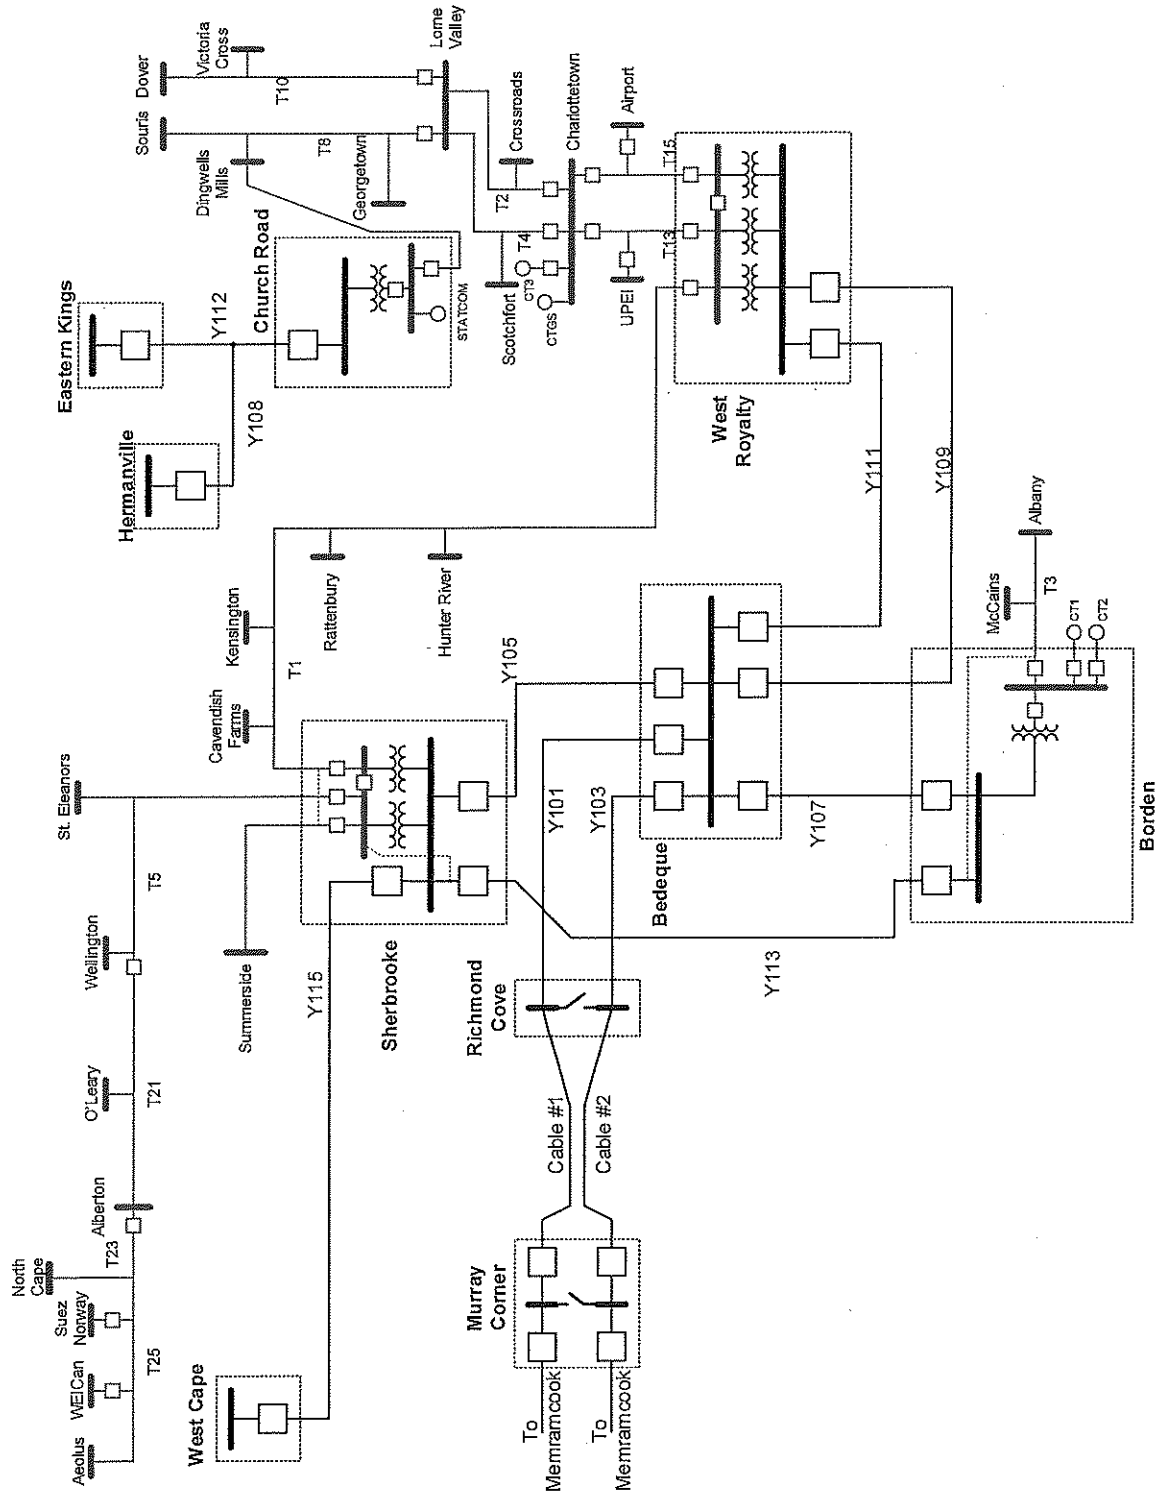 Aeolus
WEICan
Suez
Norway
North
Cape
Alberton
O'Leary
Wellington
St. Eleanors
T25
T23
T21
T5
West Cape
Y115
Summerside
Cavendish
Farms
Kensington
T1
Rattenbury
Hunter River
Sherbrooke
Hermanville
Y108
Eastern Kings
Y112
Church Road
STATCOM
Dingwells
Mills
Souris
Dover
Victoria
Cross
T10
T8
Georgetown
Lorne
Valley
Scotchfort
T4
T2
Crossroads
CT3
CTGS
Charlottetown
UPEI
Airport
T13
T15
West
Royalty
Y111
Y109
Y105
Y101
Y103
Bedeque
Y107
Y113
Richmond
Cove
Cable #1
Cable #2
Murray
Corner
To
Memramcook
To
Memramcook
McCains
T3
Albany
CT1
CT2
Borden